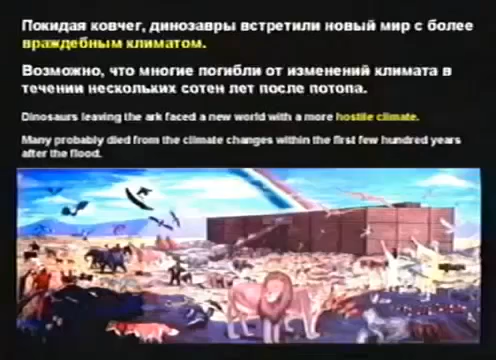 Покидая ковчег, динозавры встретили новый мир с более
враждебным климатом.
Возможно, что многие погибли от изменений климата в
течении нескольких сотен лет после потопа.
Dinosaurs leaving the ark faced a new world with a more hostile climate.
Many probably died from the climate changes within the first few hundred years
after the flood.